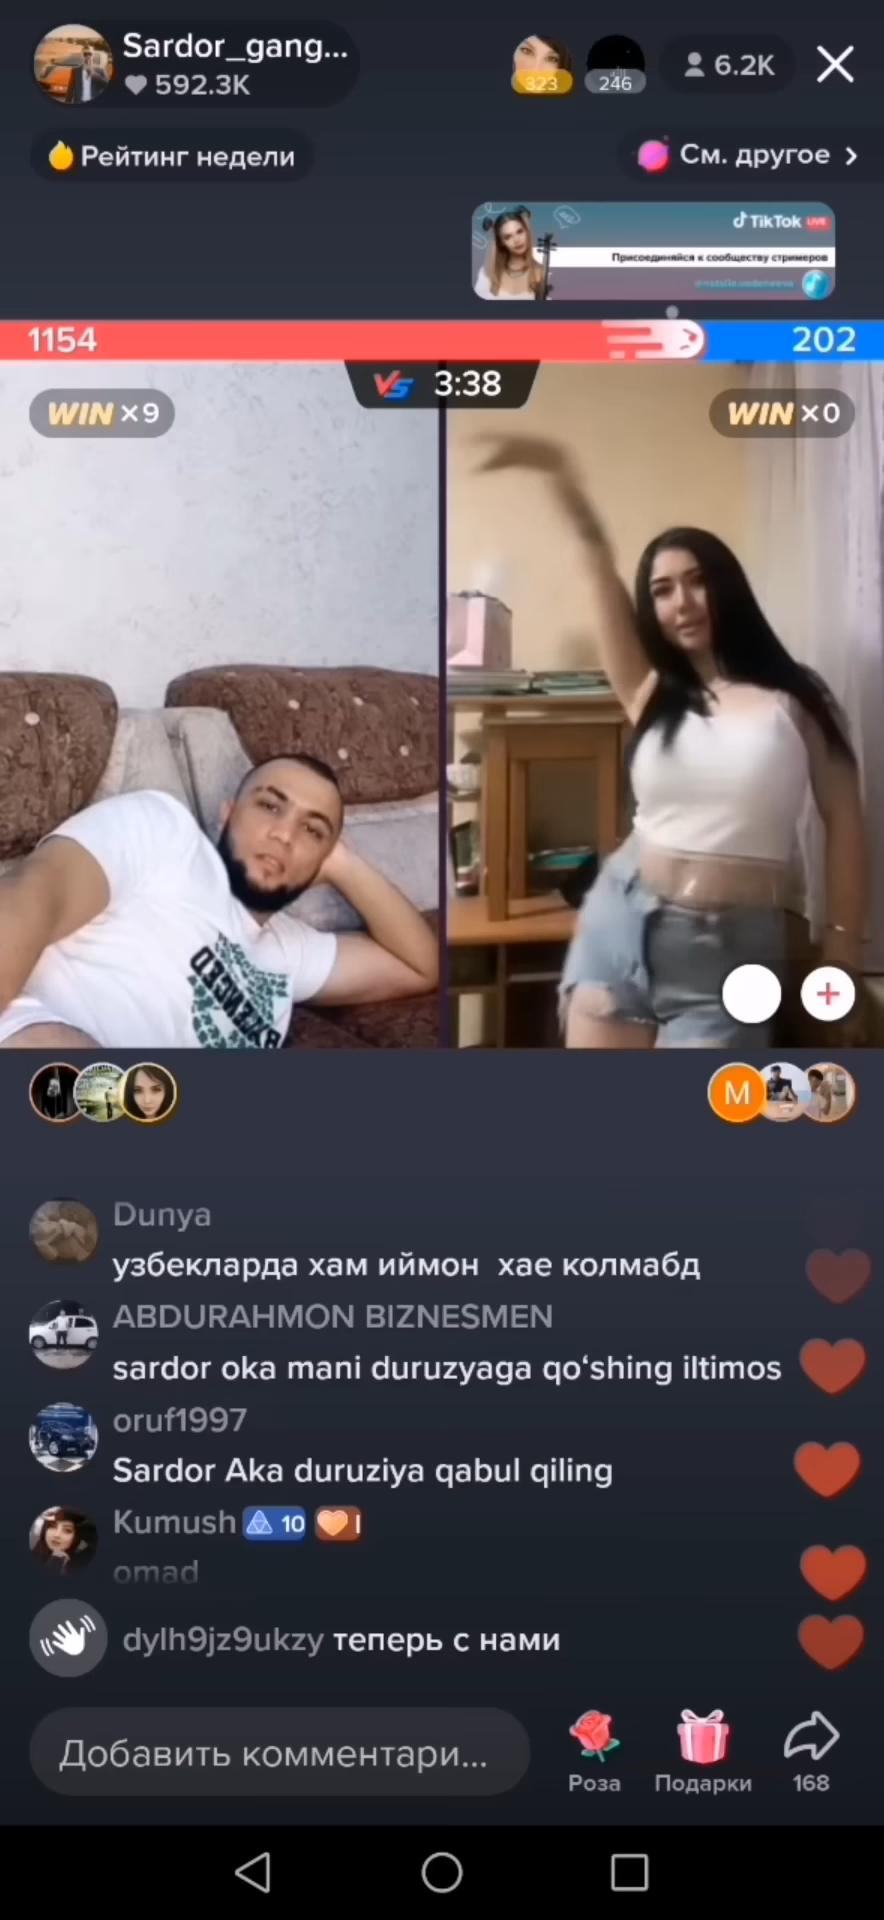 Sardor_gang...
592.3K
323
246
6.2K
Рейтинг недели
См. другое
TikTok LIVE
Присоединяйся к сообществу стримеров
1154
202
VS 3:38
WIN ×9
WIN ×0
M
Dunya
узбекларда хам иймон хае колмабд
ABDURAHMON BIZNESMEN
sardor oka mani duruzyaga qo‘shing iltimos
oruf1997
Sardor Aka duruziya qabul qiling
Kumush 10 I
omad
dylh9jz9ukzy теперь с нами
Добавить комментари...
Роза
Подарки
168